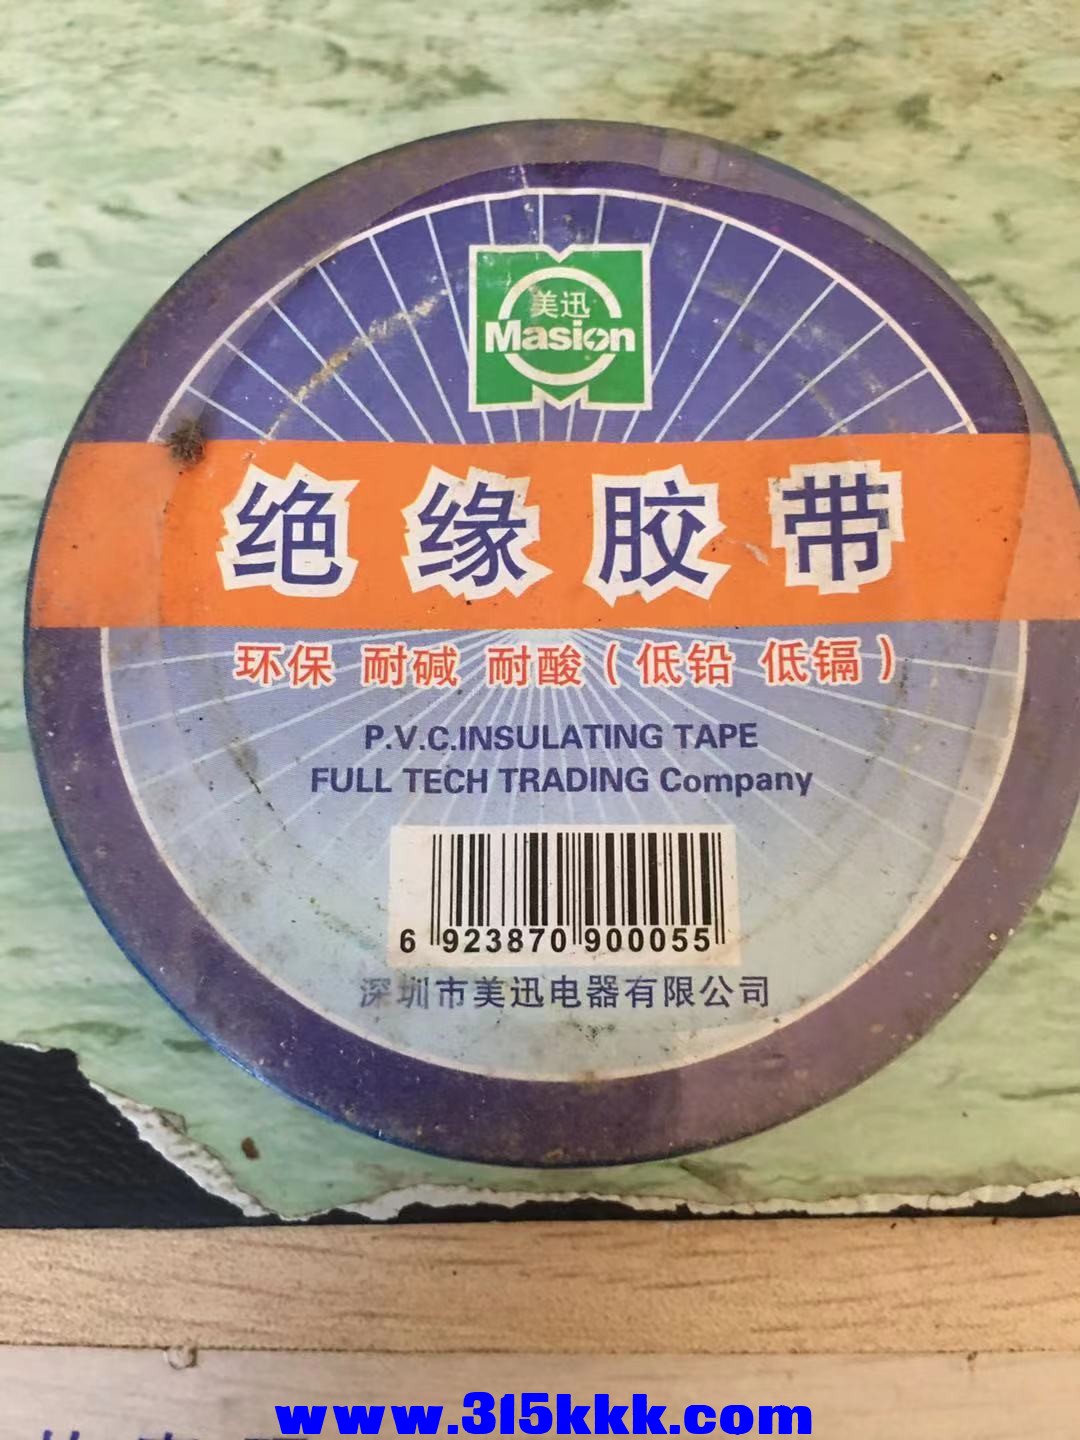 美迅
Masion
绝缘胶带
环保 耐碱 耐酸(低铅 低镉)
P.V.C.INSULATING TAPE
FULL TECH TRADING Company
6 923870 900055
深圳市美迅电器有限公司
www.315kkk.com